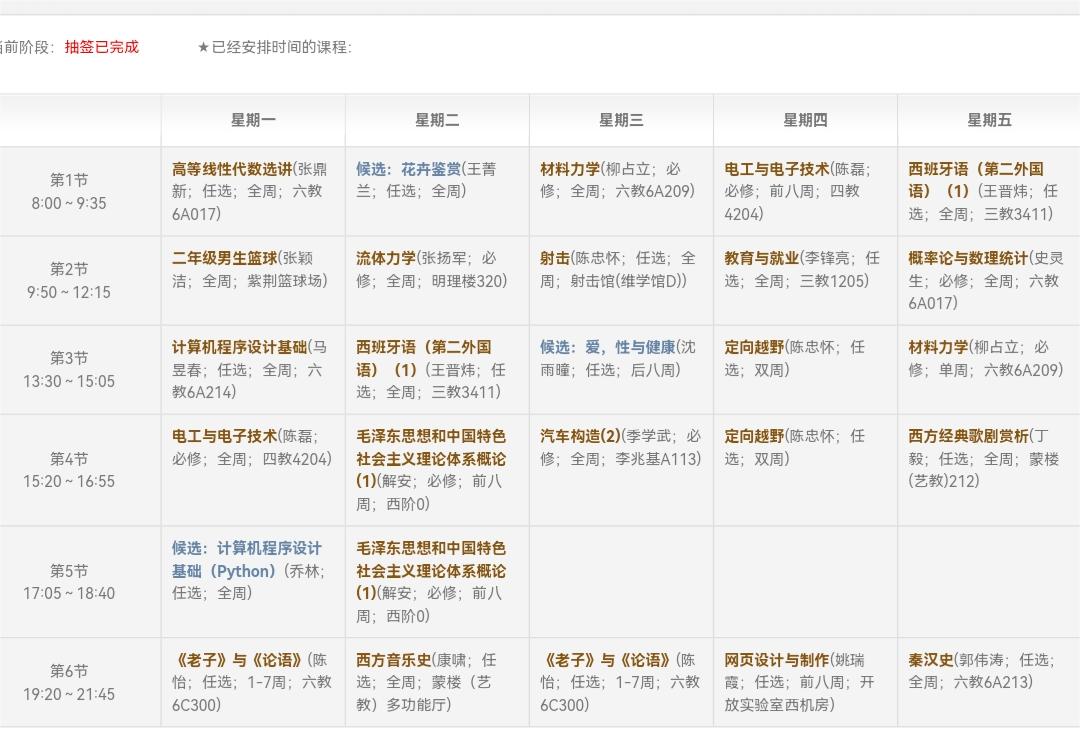 当前阶段：抽签已完成 ★已经安排时间的课程:
星期一 星期二 星期三 星期四 星期五
第1节
8:00 ~ 9:35
高等线性代数选讲(张鼎
新；任选；全周；六教
6A017)
候选：花卉鉴赏(王菁
兰；任选；全周)
材料力学(柳占立；必
修；全周；六教6A209)
电工与电子技术(陈磊；
必修；前八周；四教
4204)
西班牙语（第二外国
语）（1）(王晋炜；任
选；全周；三教3411)
第2节
9:50 ~ 12:15
二年级男生篮球(张颖
洁；全周；紫荆篮球场)
流体力学(张扬军；必
修；全周；明理楼320)
射击(陈忠怀；任选；全
周；射击馆(维学馆D))
教育与就业(李锋亮；任
选；全周；三教1205)
概率论与数理统计(史灵
生；必修；全周；六教
6A017)
第3节
13:30 ~ 15:05
计算机程序设计基础(马
昱春；任选；全周；六
教6A214)
西班牙语（第二外国
语）（1）(王晋炜；任
选；全周；三教3411)
候选：爱，性与健康(沈
雨曈；任选；后八周)
定向越野(陈忠怀；任
选；双周)
材料力学(柳占立；必
修；单周；六教6A209)
第4节
15:20 ~ 16:55
电工与电子技术(陈磊；
必修；全周；四教4204)
毛泽东思想和中国特色
社会主义理论体系概论
(1)(解安；必修；前八
周；西阶0)
汽车构造(2)(季学武；必
修；全周；李兆基A113)
定向越野(陈忠怀；任
选；双周)
西方经典歌剧赏析(丁
毅；任选；全周；蒙楼
(艺教)212)
第5节
17:05 ~ 18:40
候选：计算机程序设计
基础（Python）(乔林；
任选；全周)
毛泽东思想和中国特色
社会主义理论体系概论
(1)(解安；必修；前八
周；西阶0)
第6节
19:20 ~ 21:45
《老子》与《论语》(陈
怡；任选；1-7周；六教
6C300)
西方音乐史(康啸；任
选；全周；蒙楼（艺
教）多功能厅)
《老子》与《论语》(陈
怡；任选；1-7周；六教
6C300)
网页设计与制作(姚瑞
霞；任选；前八周；开
放实验室西机房)
秦汉史(郭伟涛；任选；
全周；六教6A213)